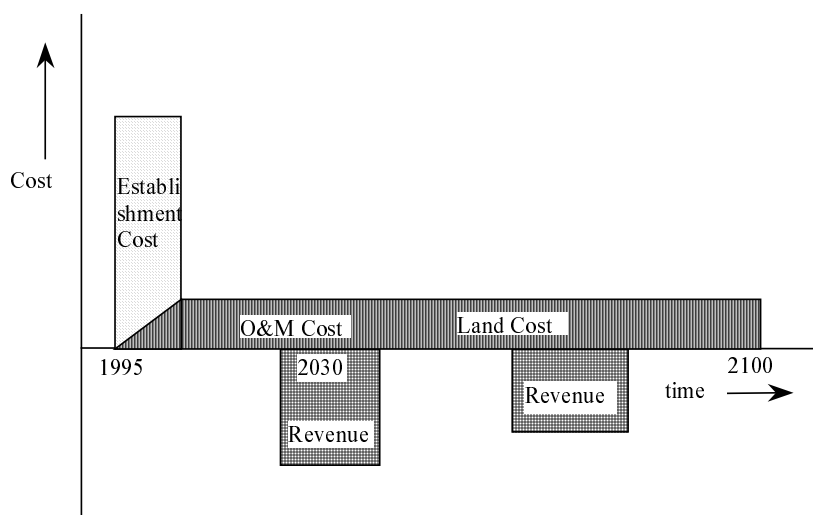 Cost
Establi
shment
Cost
O&M Cost
Land Cost
1995
2030
2100
time
Revenue
Revenue